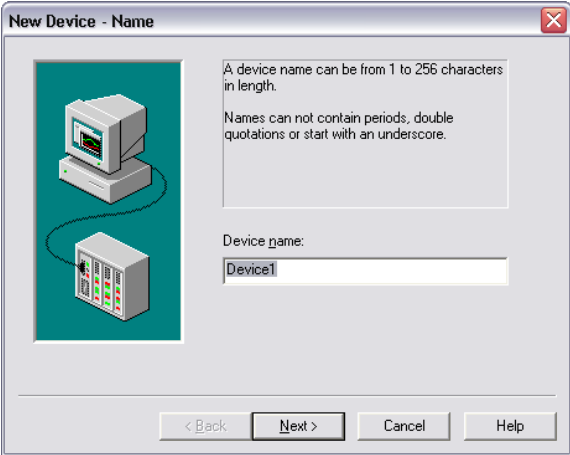 New Device - Name
A device name can be from 1 to 256 characters
in length.
Names can not contain periods, double
quotations or start with an underscore.
Device name:
Device1
< Back
Next >
Cancel
Help